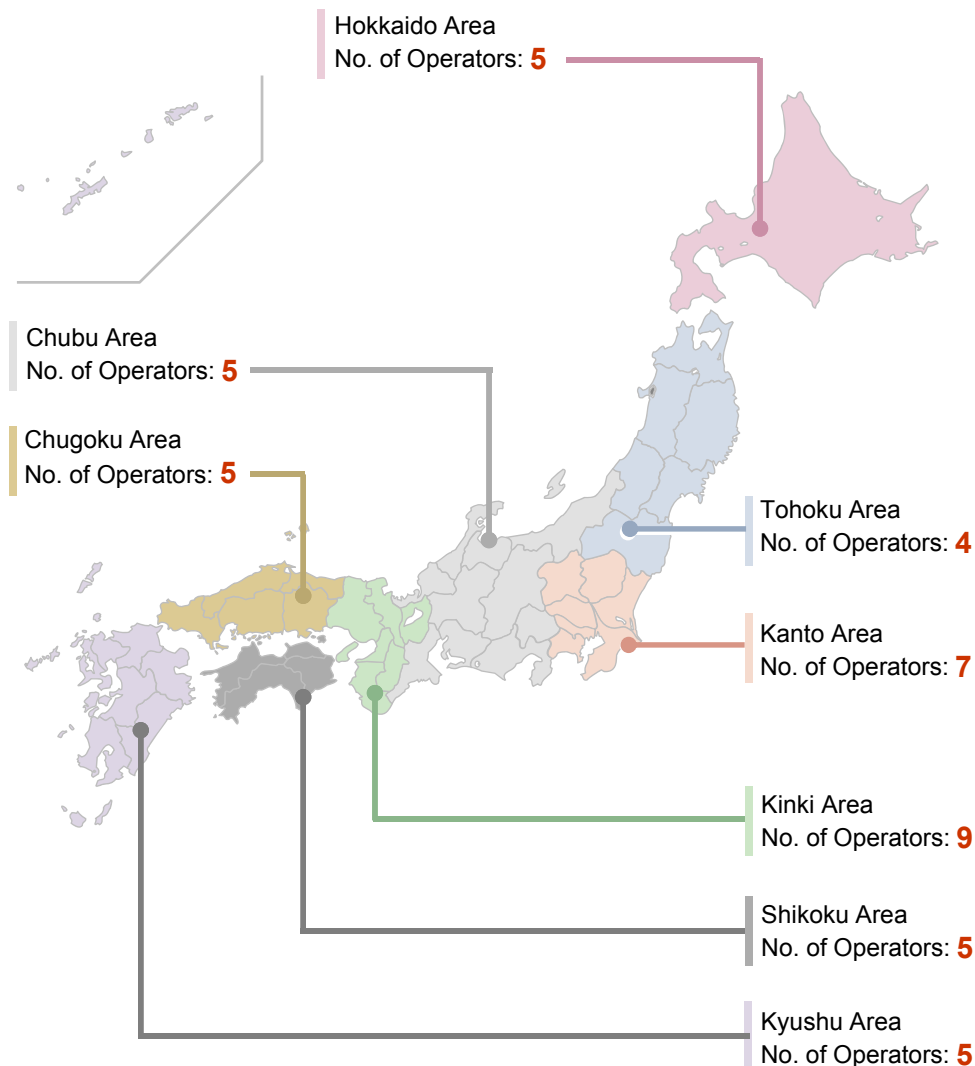 Hokkaido Area
No. of Operators: 5
Chubu Area
No. of Operators: 5
Chugoku Area
No. of Operators: 5
Tohoku Area
No. of Operators: 4
Kanto Area
No. of Operators: 7
Kinki Area
No. of Operators: 9
Shikoku Area
No. of Operators: 5
Kyushu Area
No. of Operators: 5